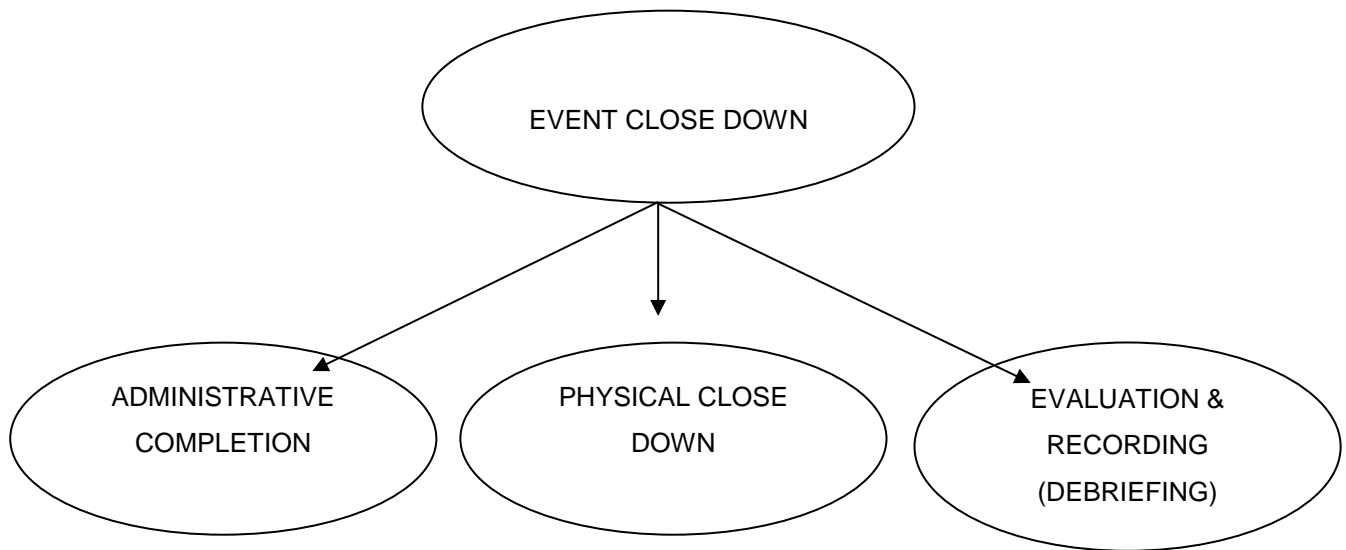 EVENT CLOSE DOWN
ADMINISTRATIVE
COMPLETION
PHYSICAL CLOSE
DOWN
EVALUATION &
RECORDING
(DEBRIEFING)